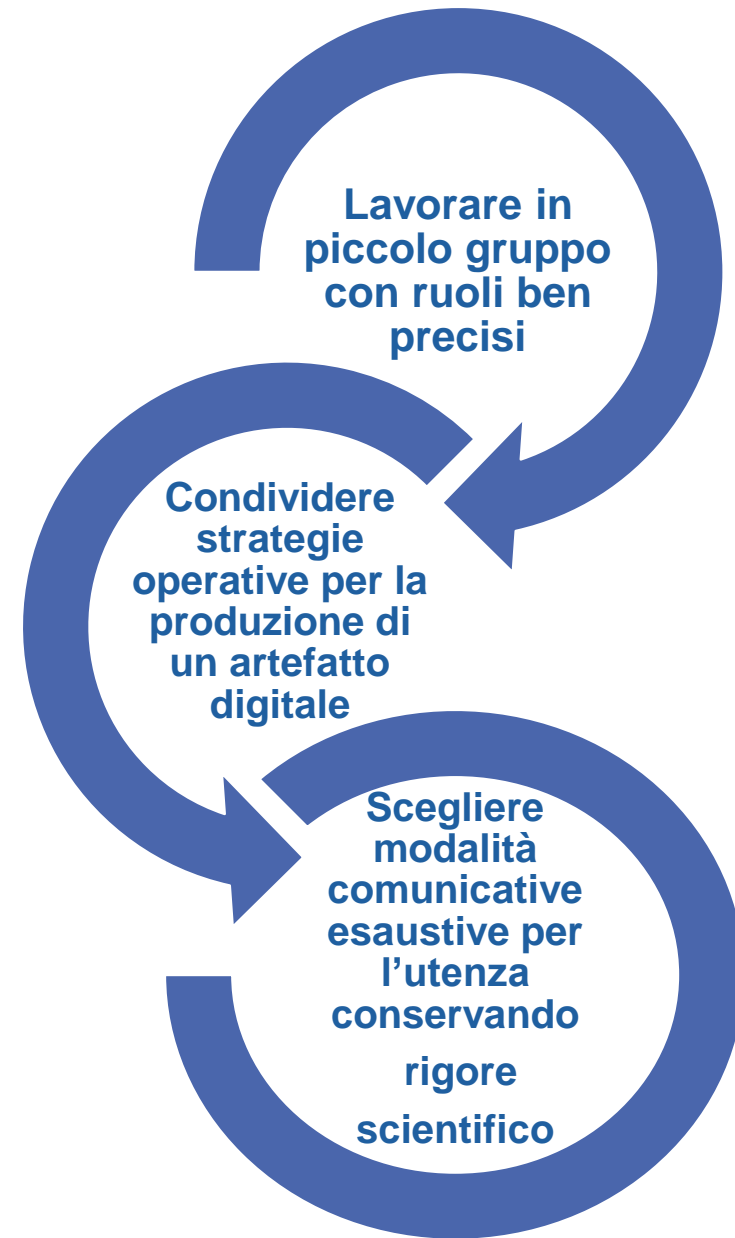 Lavorare in
piccolo gruppo
con ruoli ben
precisi
Condividere
strategie
operative per la
produzione di
un artefatto
digitale
Scegliere
modalità
comunicative
esaustive per
l’utenza
conservando
rigore
scientifico